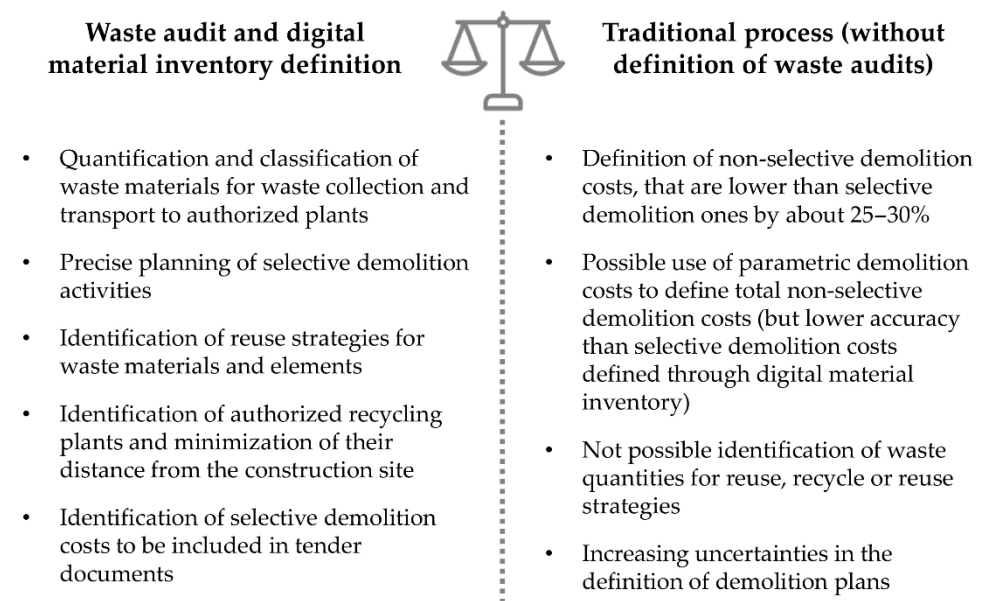 Waste audit and digital
material inventory definition
• Quantification and classification of
waste materials for waste collection and
transport to authorized plants
• Precise planning of selective demolition
activities
• Identification of reuse strategies for
waste materials and elements
• Identification of authorized recycling
plants and minimization of their
distance from the construction site
• Identification of selective demolition
costs to be included in tender
documents
Traditional process (without
definition of waste audits)
• Definition of non-selective demolition
costs, that are lower than selective
demolition ones by about 25–30%
• Possible use of parametric demolition
costs to define total non-selective
demolition costs (but lower accuracy
than selective demolition costs
defined through digital material
inventory)
• Not possible identification of waste
quantities for reuse, recycle or reuse
strategies
• Increasing uncertainties in the
definition of demolition plans